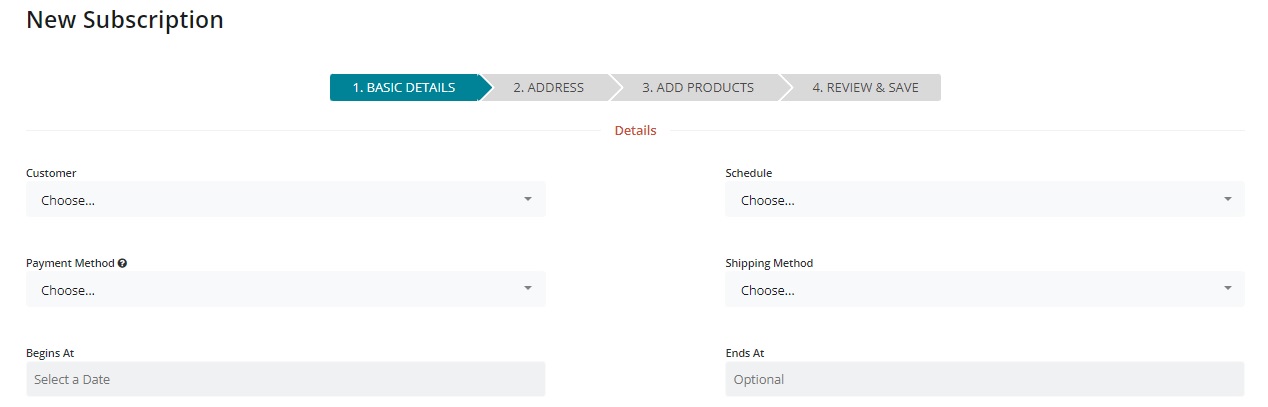 New Subscription
1. BASIC DETAILS 2. ADDRESS 3. ADD PRODUCTS 4. REVIEW & SAVE
Details
Customer Schedule
Choose... Choose...
Payment Method Shipping Method
Choose... Choose...
Begins At Ends At
Select a Date Optional